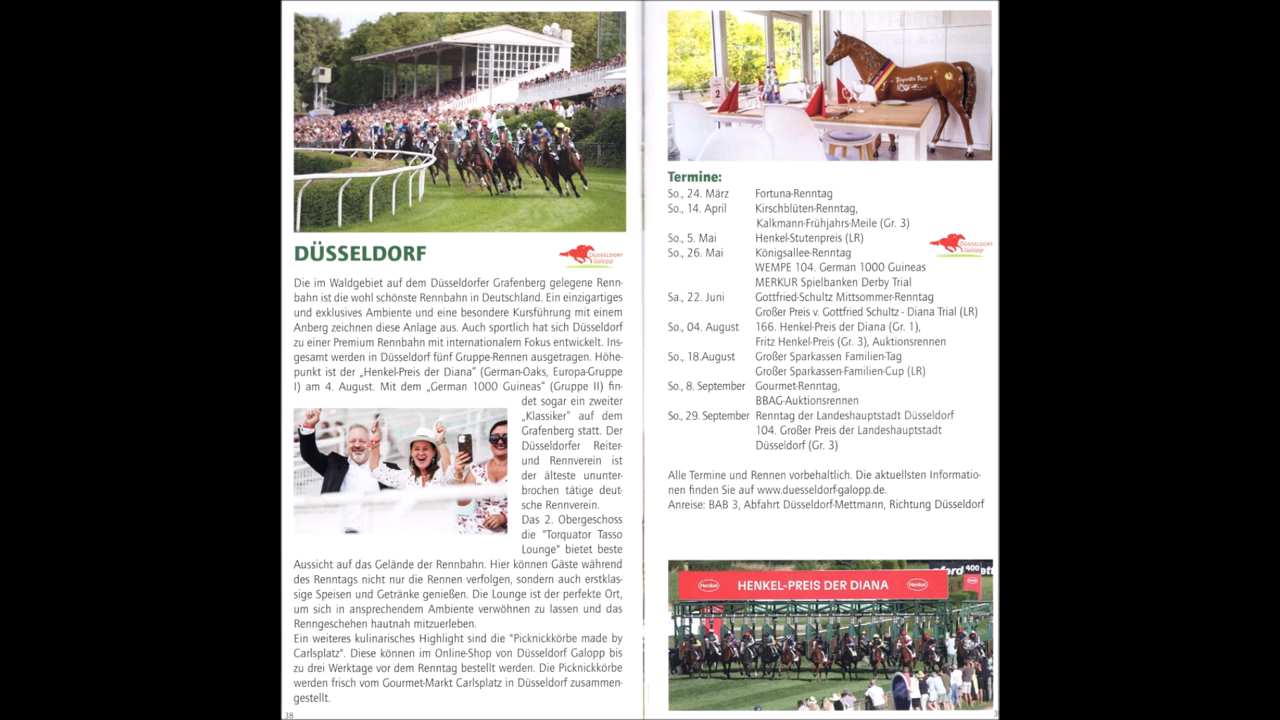 DÜSSELDORF
DÜSSELDORF
Galopp
Die im Waldgebiet auf dem Düsseldorfer Grafenberg gelegene Renn-
bahn ist die wohl schönste Rennbahn in Deutschland. Ein einzigartiges
und exklusives Ambiente und eine besondere Kursführung mit einem
Anberg zeichnen diese Anlage aus. Auch sportlich hat sich Düsseldorf
zu einer Premium Rennbahn mit internationalem Fokus entwickelt. Ins-
gesamt werden in Düsseldorf fünf Gruppe-Rennen ausgetragen. Höhe-
punkt ist der „Henkel-Preis der Diana“ (German-Oaks, Europa-Gruppe
I) am 4. August. Mit dem „German 1000 Guineas“ (Gruppe II) fin-
det sogar ein zweiter
„Klassiker“ auf dem
Grafenberg statt. Der
Düsseldorfer Reiter-
und Rennverein ist
der älteste ununter-
brochen tätige deut-
sche Rennverein.
Das 2. Obergeschoss
die "Torquator Tasso
Lounge" bietet beste
Aussicht auf das Gelände der Rennbahn. Hier können Gäste während
des Renntags nicht nur die Rennen verfolgen, sondern auch erstklas-
sige Speisen und Getränke genießen. Die Lounge ist der perfekte Ort,
um sich in ansprechendem Ambiente verwöhnen zu lassen und das
Renngeschehen hautnah mitzuerleben.
Ein weiteres kulinarisches Highlight sind die "Picknickkörbe made by
Carlsplatz". Diese können im Online-Shop von Düsseldorf Galopp bis
zu drei Werktage vor dem Renntag bestellt werden. Die Picknickkörbe
werden frisch vom Gourmet-Markt Carlsplatz in Düsseldorf zusammen-
gestellt.
38
2
Termine:
So., 24. März Fortuna-Renntag
So., 14. April Kirschblüten-Renntag,
Kalkmann-Frühjahrs-Meile (Gr. 3)
So., 5. Mai Henkel-Stutenpreis (LR)
So., 26. Mai Königsallee-Renntag
WEMPE 104. German 1000 Guineas
MERKUR Spielbanken Derby Trial
Sa., 22. Juni Gottfried-Schultz Mittsommer-Renntag
Großer Preis v. Gottfried Schultz - Diana Trial (LR)
So., 04. August 166. Henkel-Preis der Diana (Gr. 1),
Fritz Henkel-Preis (Gr. 3), Auktionsrennen
So., 18.August Großer Sparkassen Familien-Tag
Großer Sparkassen-Familien-Cup (LR)
So., 8. September Gourmet-Renntag,
BBAG-Auktionsrennen
So., 29. September Renntag der Landeshauptstadt Düsseldorf
104. Großer Preis der Landeshauptstadt
Düsseldorf (Gr. 3)
DÜSSELDORF
Galopp
Alle Termine und Rennen vorbehaltlich. Die aktuellsten Informatio-
nen finden Sie auf www.duesseldorf-galopp.de.
Anreise: BAB 3, Abfahrt Düsseldorf-Mettmann, Richtung Düsseldorf
400
Henkel HENKEL-PREIS DER DIANA Henkel
Henkel